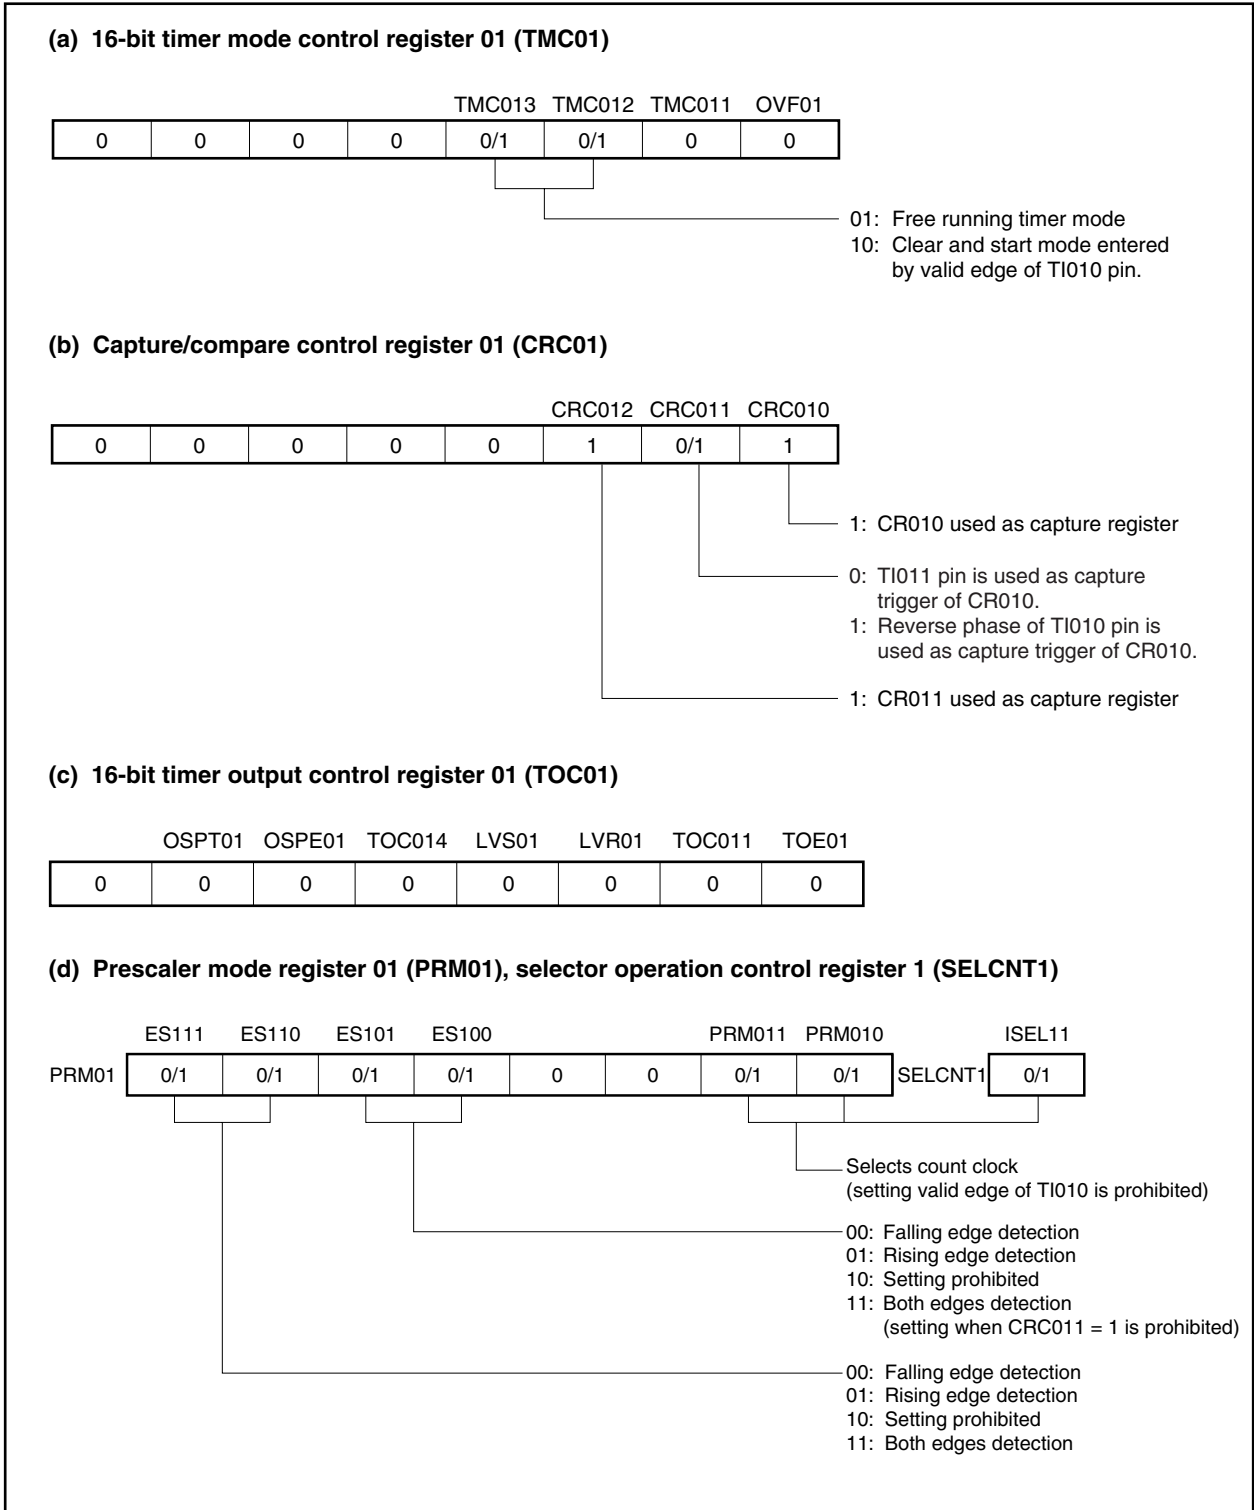 (a) 16-bit timer mode control register 01 (TMC01)
TMC013 TMC012 TMC011 OVF01
0 0 0 0 0/1 0/1 0 0
01: Free running timer mode
10: Clear and start mode entered
by valid edge of TI010 pin.
(b) Capture/compare control register 01 (CRC01)
CRC012 CRC011 CRC010
0 0 0 0 0 1 0/1 1
1: CR010 used as capture register
0: TI011 pin is used as capture
trigger of CR010.
1: Reverse phase of TI010 pin is
used as capture trigger of CR010.
1: CR011 used as capture register
(c) 16-bit timer output control register 01 (TOC01)
OSPT01 OSPE01 TOC014 LVS01 LVR01 TOC011 TOE01
0 0 0 0 0 0 0 0
(d) Prescaler mode register 01 (PRM01), selector operation control register 1 (SELCNT1)
ES111 ES110 ES101 ES100 PRM011 PRM010 ISEL11
PRM01 0/1 0/1 0/1 0/1 0 0 0/1 0/1 SELCNT1 0/1
Selects count clock
(setting valid edge of TI010 is prohibited)
00: Falling edge detection
01: Rising edge detection
10: Setting prohibited
11: Both edges detection
(setting when CRC011 = 1 is prohibited)
00: Falling edge detection
01: Rising edge detection
10: Setting prohibited
11: Both edges detection